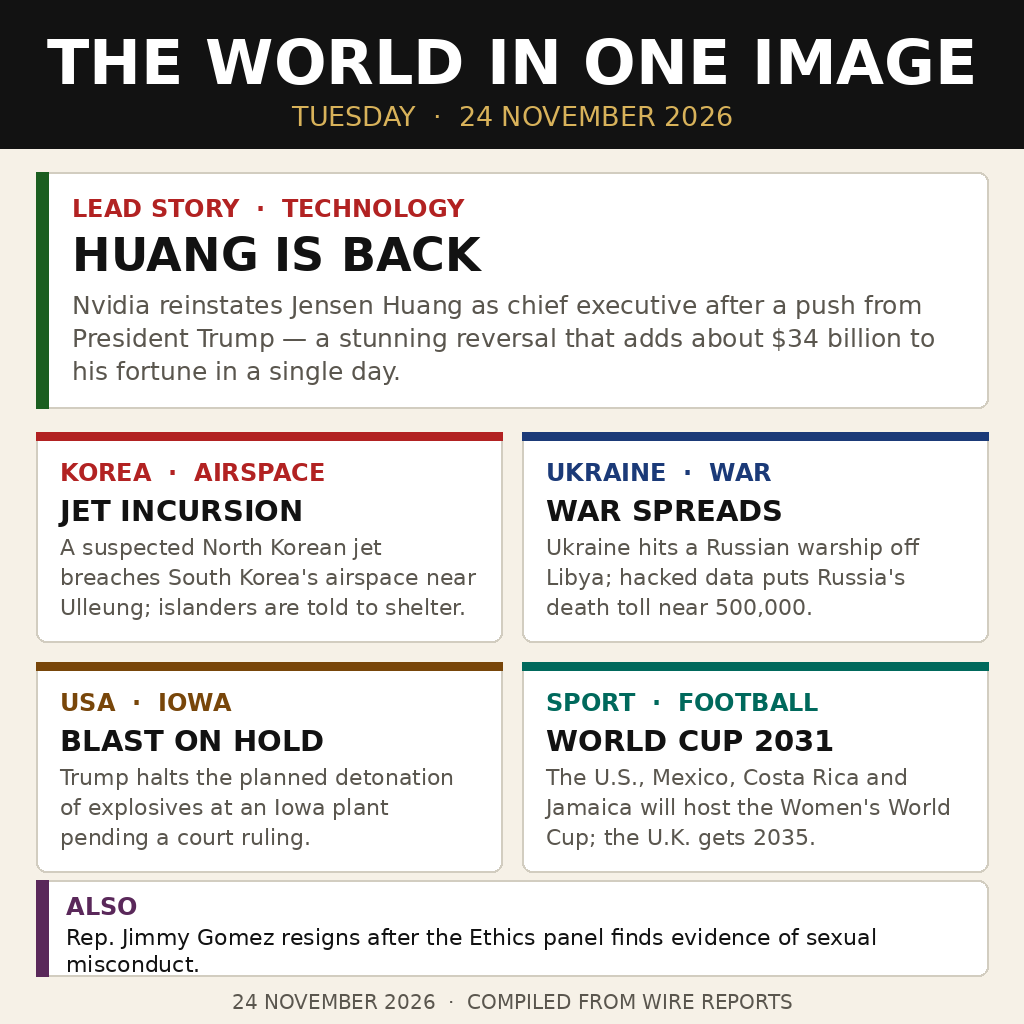 THE WORLD IN ONE IMAGE
TUESDAY · 24 NOVEMBER 2026
LEAD STORY · TECHNOLOGY
HUANG IS BACK
Nvidia reinstates Jensen Huang as chief executive after a push from
President Trump — a stunning reversal that adds about $34 billion to
his fortune in a single day.
KOREA · AIRSPACE
JET INCURSION
A suspected North Korean jet
breaches South Korea's airspace near
Ulleung; islanders are told to shelter.
UKRAINE · WAR
WAR SPREADS
Ukraine hits a Russian warship off
Libya; hacked data puts Russia's
death toll near 500,000.
USA · IOWA
BLAST ON HOLD
Trump halts the planned detonation
of explosives at an Iowa plant
pending a court ruling.
SPORT · FOOTBALL
WORLD CUP 2031
The U.S., Mexico, Costa Rica and
Jamaica will host the Women's World
Cup; the U.K. gets 2035.
ALSO
Rep. Jimmy Gomez resigns after the Ethics panel finds evidence of sexual
misconduct.
24 NOVEMBER 2026 · COMPILED FROM WIRE REPORTS